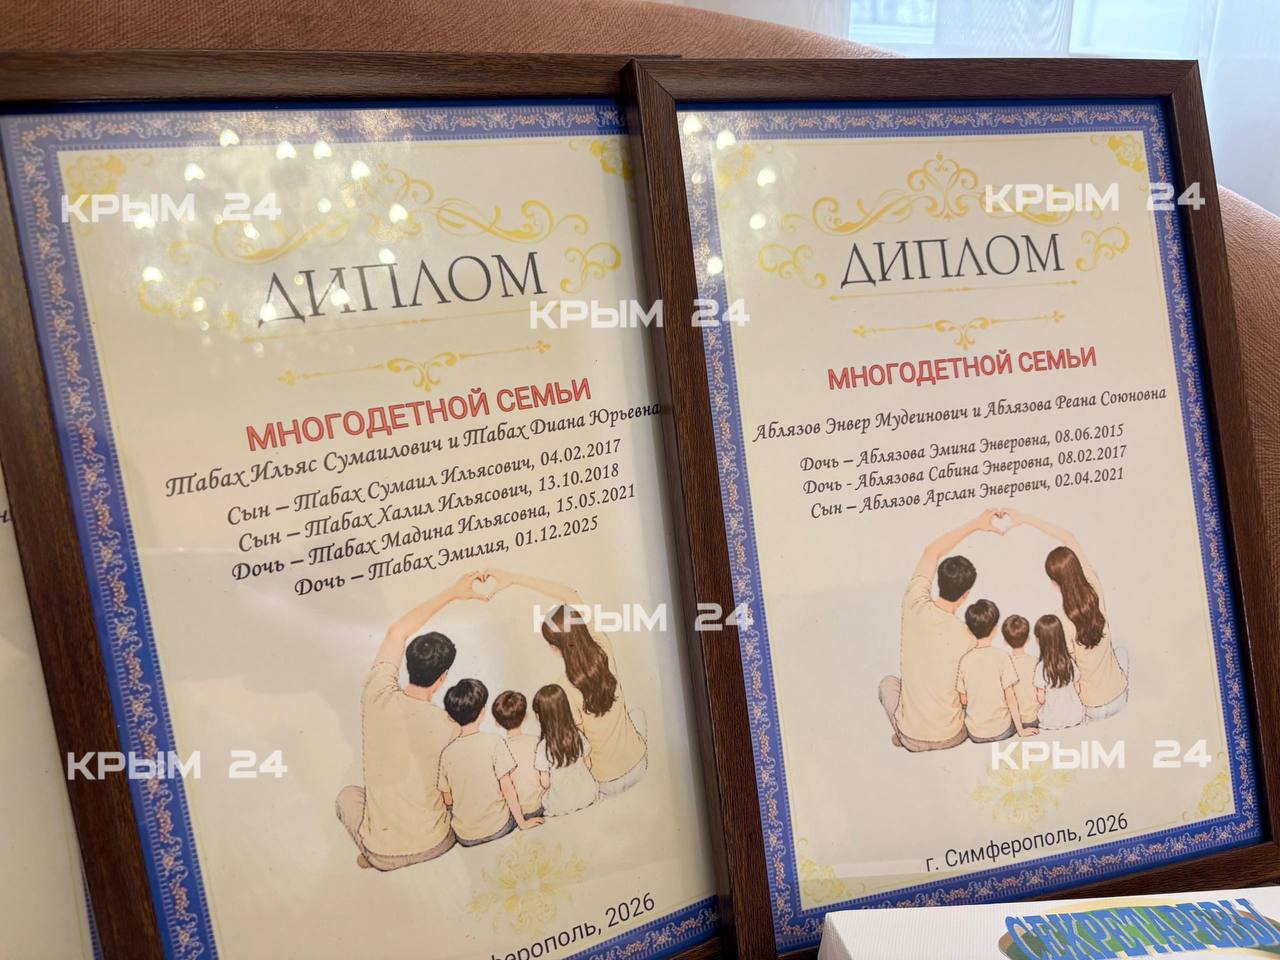 ДИПЛОМ
МНОГОДЕТНОЙ СЕМЬИ
Табах Ильяс Сумаилович и Табах Диана Юрьевна
Сын – Табах Сумаил Ильясович, 04.02.2017
Сын – Табах Халил Ильясович, 13.10.2018
Дочь – Табах Мадина Ильясовна, 15.05.2021
Дочь – Табах Эмилия, 01.12.2025
ферополь, 2026
ДИПЛОМ
МНОГОДЕТНОЙ СЕМЬИ
Аблязов Энвер Мудеинович и Аблязова Реана Союновна
Дочь – Аблязова Эмина Энверовна, 08.06.2015
Дочь - Аблязова Сабина Энверовна, 08.02.2017
Сын – Аблязов Арслан Энверович, 02.04.2021
г. Симферополь, 2026
СЕКРЕТ АРОВЫ
КРЫМ 24
КРЫМ 24
КРЫМ 24
КРЫМ 24
КРЫМ 24
КРЫМ 24